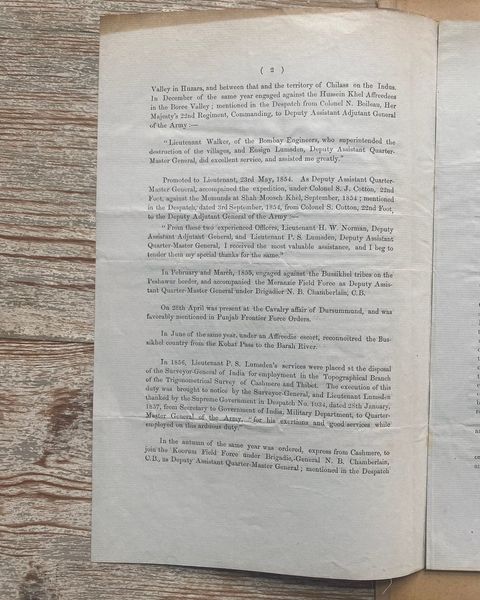 ( 2 )
Valley in Huzara, and between that and the territory of Chilass on the Indus.
In December of the same year engaged against the Hussein Khel Affreedees
in the Boree Valley ; mentioned in the Despatch from Colonel N. Boileau, Her
Majesty's 22nd Regiment, Commanding, to Deputy Assistant Adjutant General
of the Army :—
"Lieutenant Walker, of the Bombay Engineers, who superintended the
destruction of the villages, and Ensign Lumsden, Deputy Assistant Quarter-
Master General, did excellent service, and assisted me greatly."
Promoted to Lieutenant, 23rd May, 1854. As Deputy Assistant Quarter-
Master General, accompanied the expedition, under Colonel S. J. Cotton, 22nd
Foot, against the Momunds at Shah Moosch Khel, September, 1854 ; mentioned
in the Despatch, dated 3rd September, 1854, from Colonel S. Cotton, 22nd Foot,
to the Deputy Adjutant General of the Army :—
"From these two experienced Officers, Lieutenant H. W. Norman, Deputy
Assistant Adjutant General, and Lieutenant P. S. Lumsden, Deputy Assistant
Quarter-Master General, I received the most valuable assistance, and I beg to
tender them my special thanks for the same."
In February and March, 1855, engaged against the Bussikhel tribes on the
Peshawur border, and accompanied the Meranzie Field Force as Deputy Assis-
tant Quarter-Master General under Brigadier N. B. Chamberlain, C.B.
On 28th April was present at the Cavalry affair of Dursummund, and was
favorably mentioned in Punjab Frontier Force Orders.
In June of the same year, under an Affreedie escort, reconnoitred the Bus-
sikhel country from the Kohat Pass to the Barah River.
In 1856, Lieutenant P. S. Lumsden's services were placed at the disposal
of the Surveyor-General of India for employment in the Topographical Branch
of the Trigonometrical Survey of Cashmere and Thibet. The execution of this
duty was brought to notice by the Surveyor-General, and Lieutenant Lumsden
thanked by the Supreme Government in Despatch No. 1034, dated 28th January,
1857, from Secretary to Government of India, Military Department, to Quarter-
Master General of the Army, "for his exertions and good services while
employed on this arduous duty."
In the autumn of the same year was ordered, express from Cashmere, to
join the Koorum Field Force under Brigadier-General N. B. Chamberlain,
C.B., as Deputy Assistant Quarter-Master General ; mentioned in the Despatch